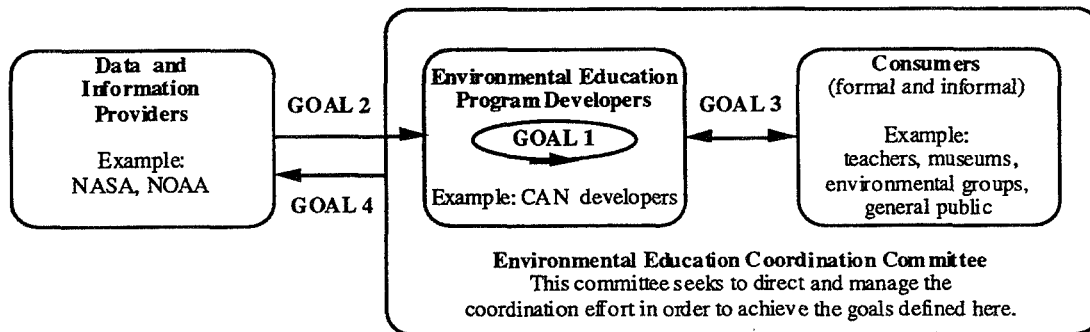 Data and
Information
Providers
Example:
NASA, NOAA
GOAL 2
GOAL 4
Environmental Education
Program Developers
GOAL 1
Example: CAN developers
GOAL 3
Consumers
(formal and informal)
Example:
teachers, museums,
environmental groups,
general public
Environmental Education Coordination Committee
This committee seeks to direct and manage the
coordination effort in order to achieve the goals defined here.